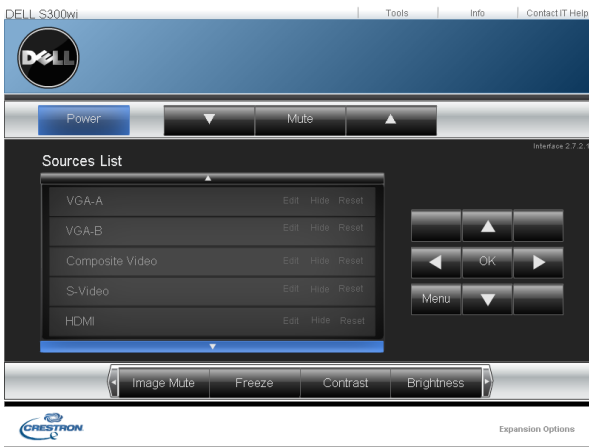 DELL S300wi
Tools Info Contact IT Help
DELL
Power Mute
Interface 2.7.2.1
Sources List
VGA-A Edit Hide Reset
VGA-B Edit Hide Reset
Composite Video Edit Hide Reset
S-Video Edit Hide Reset
HDMI Edit Hide Reset
OK
Menu
Image Mute Freeze Contrast Brightness
CRESTRON
Expansion Options